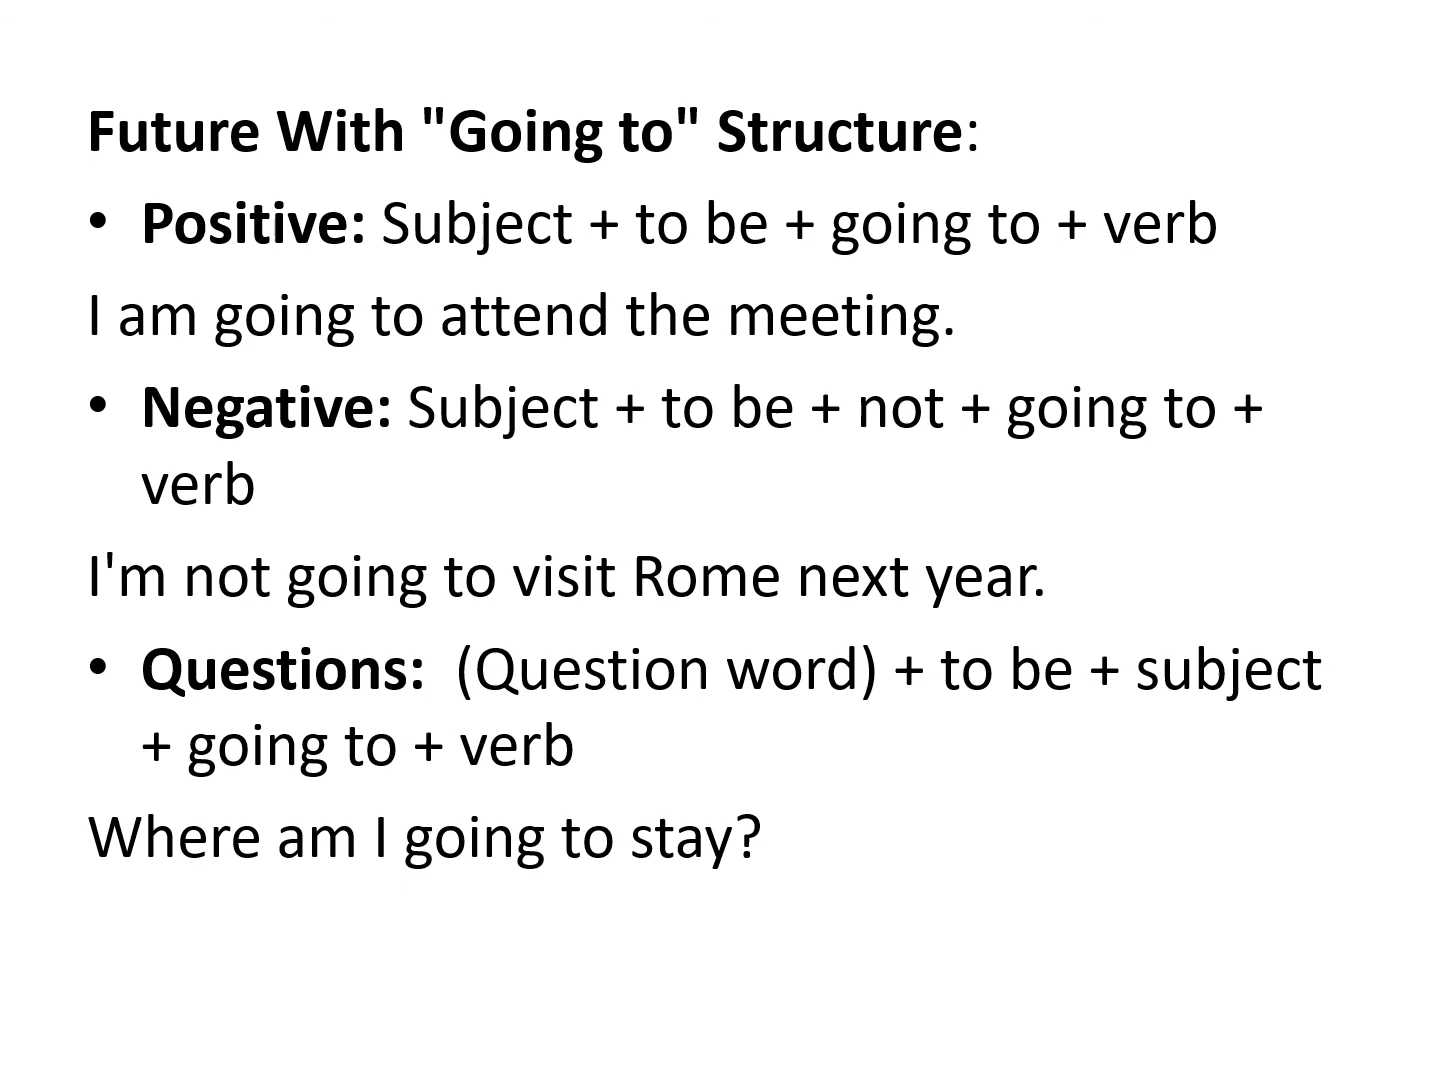 Future With "Going to" Structure:
• Positive: Subject + to be + going to + verb
I am going to attend the meeting.
• Negative: Subject + to be + not + going to +
verb
I'm not going to visit Rome next year.
• Questions:  (Question word) + to be + subject
+ going to + verb
Where am I going to stay?